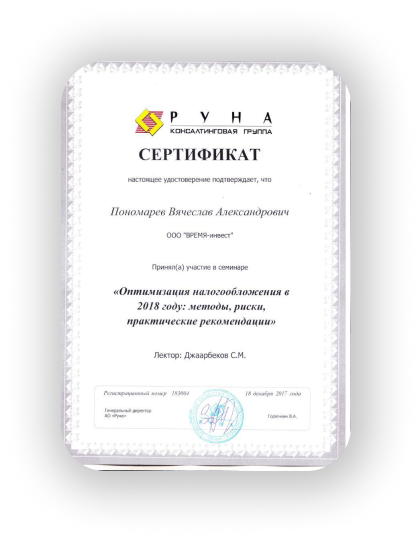 РУНА
КОНСАЛТИНГОВАЯ ГРУППА
СЕРТИФИКАТ
настоящее удостоверение подтверждает, что
Пономарев Вячеслав Александрович
ООО "ВРЕМЯ-инвест"
Принял(а) участие в семинаре
«Оптимизация налогообложения в
2018 году: методы, риски,
практические рекомендации»
Лектор: Джаарбеков С.М.
Регистрационный номер 183004 18 декабря 2017 года
Генеральный директор
АО «Руна» Горячкин В.А.